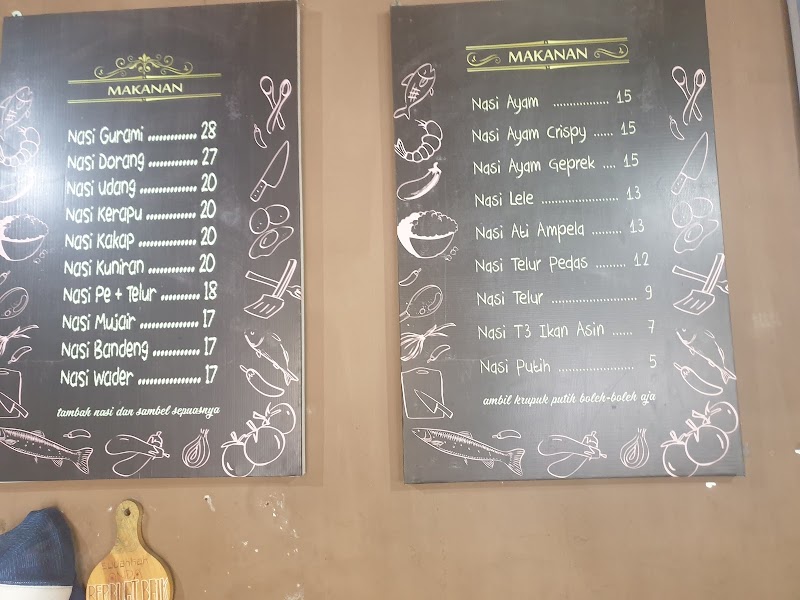 MAKANAN
Nasi Gurami ............. 28
Nasi Dorang ............. 27
Nasi udang ............... 20
Nasi Kerapu .............. 20
Nasi Kakap ............... 20
Nasi Kuniran ............ 20
Nasi Pe + Telur .......... 18
Nasi Mujair ............... 17
Nasi Bandeng ............ 17
Nasi Wader ................ 17
tambah nasi dan sambel sepuasnya
MAKANAN
Nasi Ayam .................. 15
Nasi Ayam Crispy ...... 15
Nasi Ayam Geprek .... 15
Nasi Lele ...................... 13
Nasi Ati Ampela ......... 13
Nasi Telur Pedas ......... 12
Nasi Telur ......................... 9
Nasi T3 Ikan Asin ...... 7
Nasi Putih ..................... 5
ambil krupuk putih boleh-boleh aja